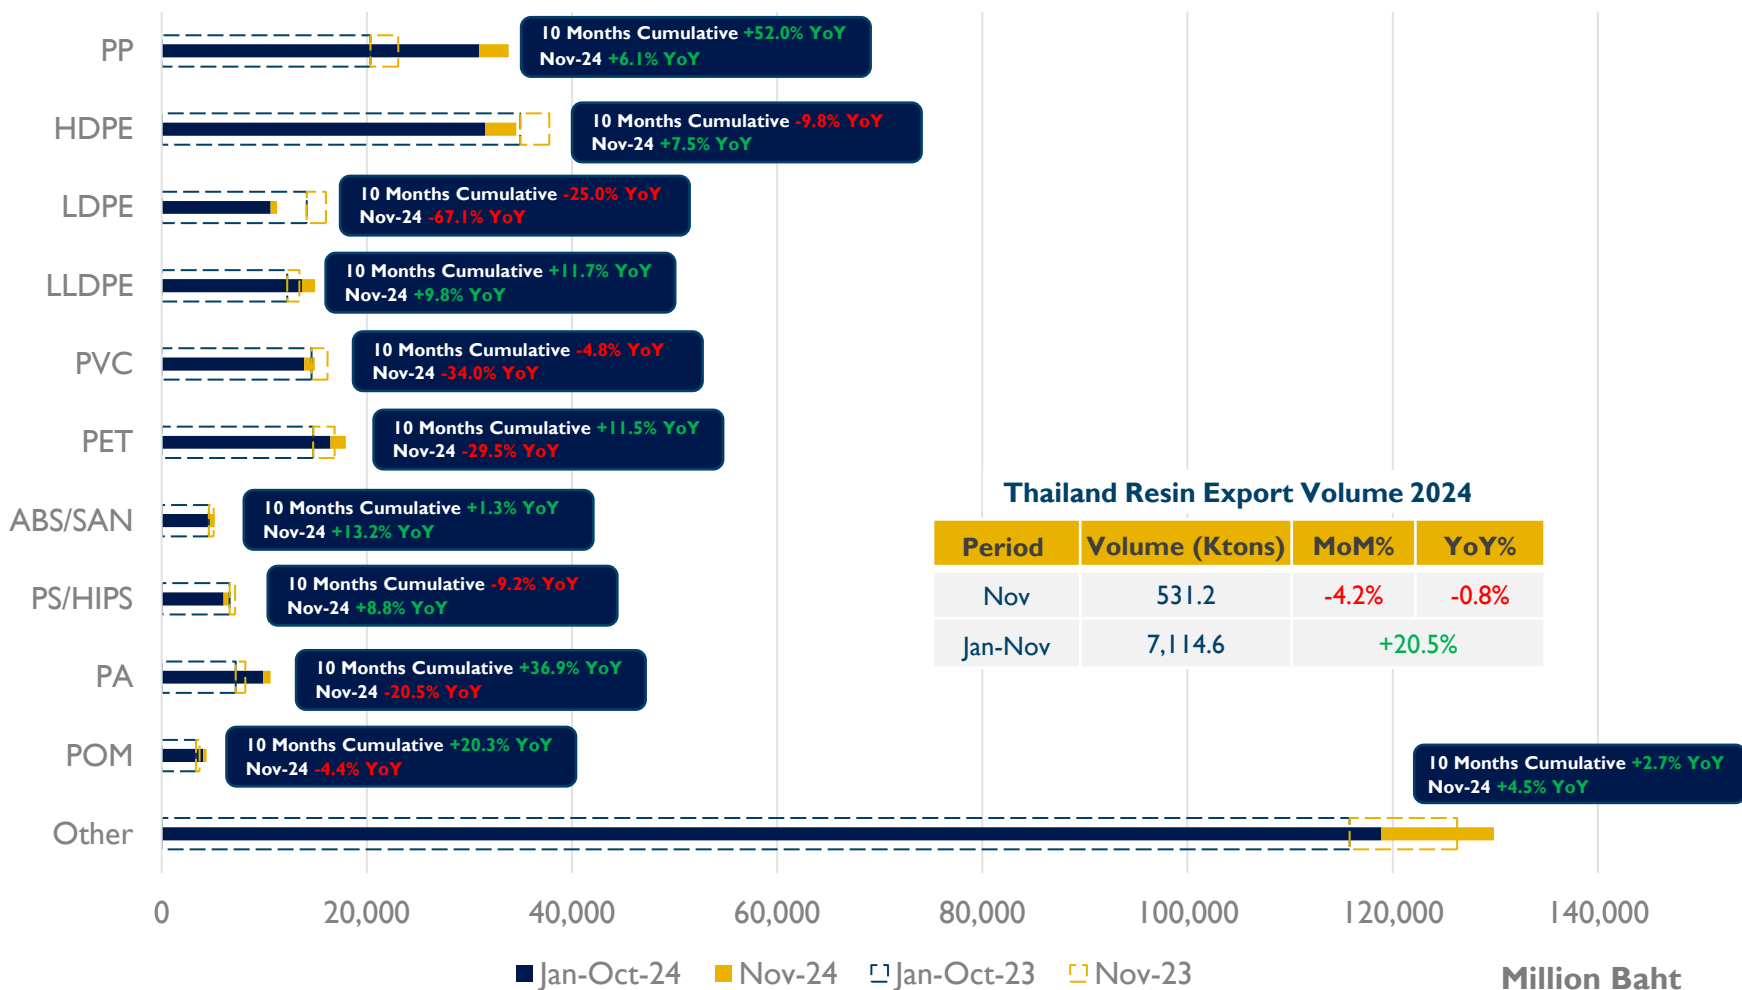 PP
10 Months Cumulative +52.0% YoY
Nov-24 +6.1% YoY
HDPE
10 Months Cumulative -9.8% YoY
Nov-24 +7.5% YoY
LDPE
10 Months Cumulative -25.0% YoY
Nov-24 -67.1% YoY
LLDPE
10 Months Cumulative +11.7% YoY
Nov-24 +9.8% YoY
PVC
10 Months Cumulative -4.8% YoY
Nov-24 -34.0% YoY
PET
10 Months Cumulative +11.5% YoY
Nov-24 -29.5% YoY
ABS/SAN
10 Months Cumulative +1.3% YoY
Nov-24 +13.2% YoY
PS/HIPS
10 Months Cumulative -9.2% YoY
Nov-24 +8.8% YoY
PA
10 Months Cumulative +36.9% YoY
Nov-24 -20.5% YoY
POM
10 Months Cumulative +20.3% YoY
Nov-24 -4.4% YoY
Other
10 Months Cumulative +2.7% YoY
Nov-24 +4.5% YoY
Thailand Resin Export Volume 2024
Period Volume (Ktons) MoM% YoY%
Nov 531.2 -4.2% -0.8%
Jan-Nov 7,114.6 +20.5%
0 20,000 40,000 60,000 80,000 100,000 120,000 140,000
Jan-Oct-24 Nov-24 Jan-Oct-23 Nov-23
Million Baht